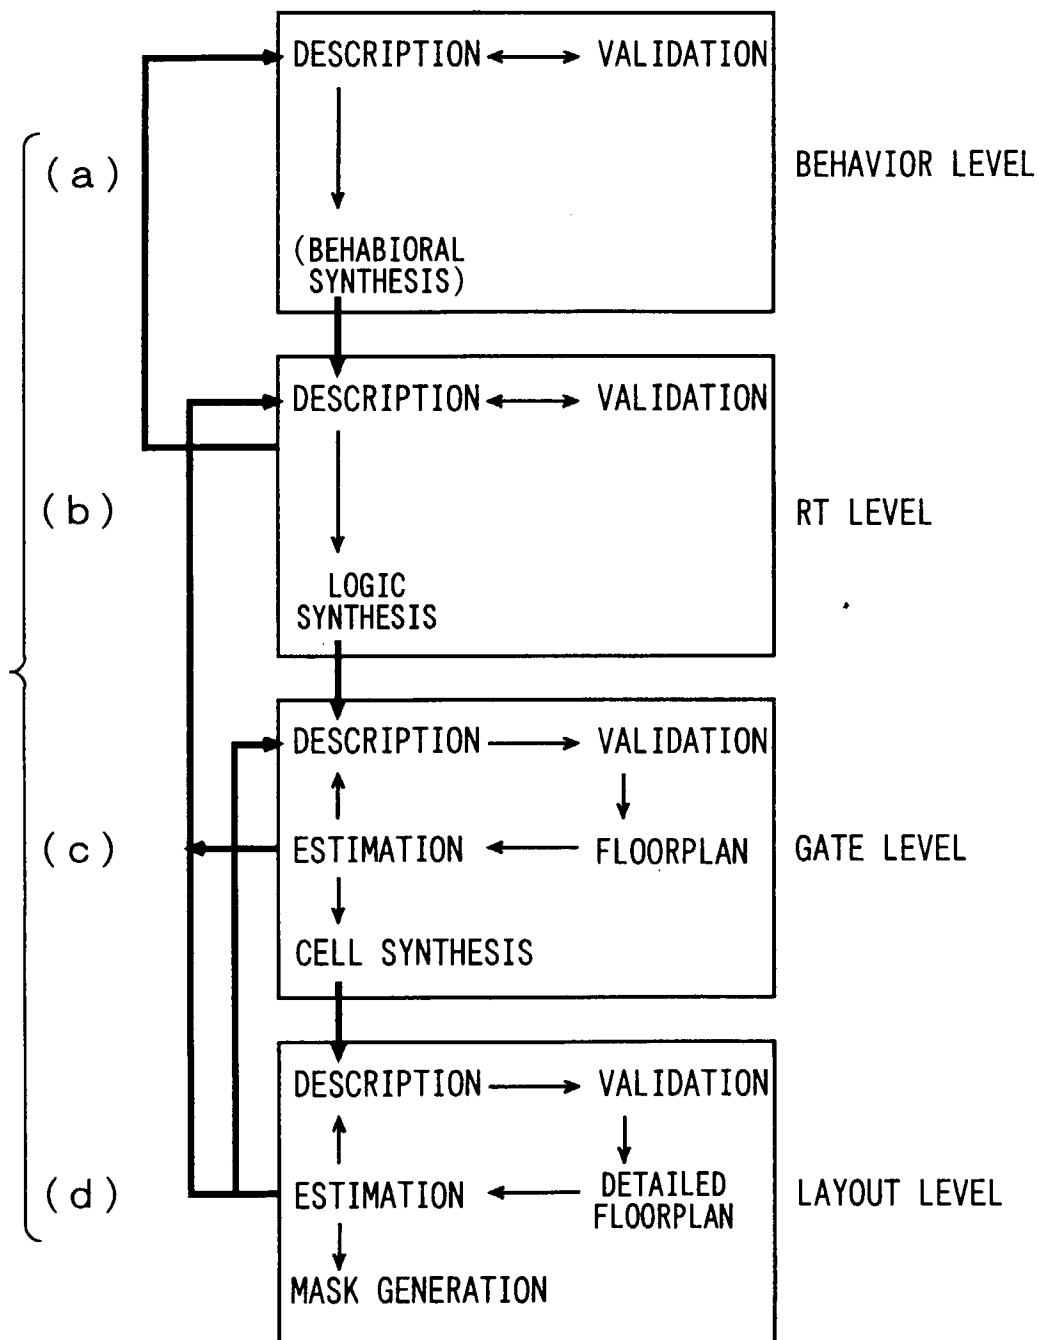 DESCRIPTION VALIDATION
(a)
BEHAVIOR LEVEL
(BEHABIORAL
SYNTHESIS)
DESCRIPTION VALIDATION
(b)
RT LEVEL
LOGIC
SYNTHESIS
DESCRIPTION VALIDATION
(c)
ESTIMATION FLOORPLAN
GATE LEVEL
CELL SYNTHESIS
DESCRIPTION VALIDATION
(d)
ESTIMATION
DETAILED
FLOORPLAN
LAYOUT LEVEL
MASK GENERATION